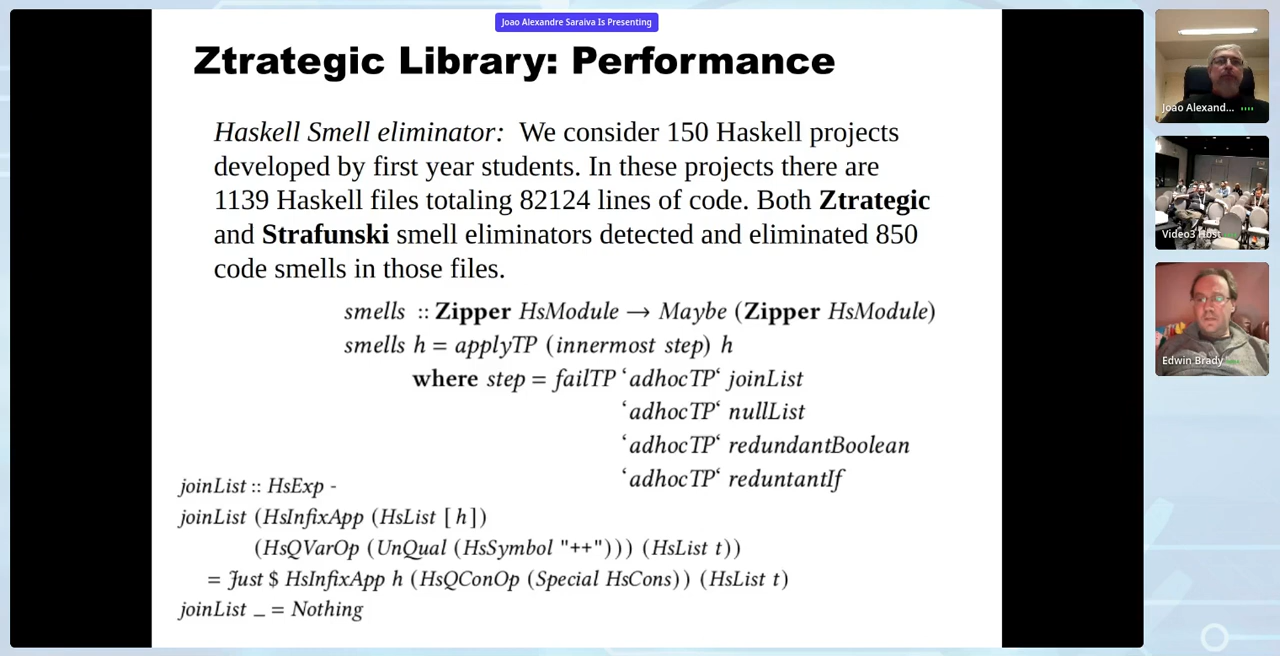 Joao Alexandre Saraiva Is Presenting
Ztrategic Library: Performance
Haskell Smell eliminator: We consider 150 Haskell projects
developed by first year students. In these projects there are
1139 Haskell files totaling 82124 lines of code. Both Ztrategic
and Strafunski smell eliminators detected and eliminated 850
code smells in those files.
smells :: Zipper HsModule → Maybe (Zipper HsModule)
smells h = applyTP (innermost step) h
where step = failTP ‘adhocTP‘ joinList
‘adhocTP‘ nullList
‘adhocTP‘ redundantBoolean
‘adhocTP‘ reduntantIf
joinList :: HsExp -
joinList (HsInfixApp (HsList [h])
(HsQVarOp (UnQual (HsSymbol "++"))) (HsList t))
= Just $ HsInfixApp h (HsQConOp (Special HsCons)) (HsList t)
joinList _ = Nothing
Joao Alexand...
Video3 Host
Edwin Brady